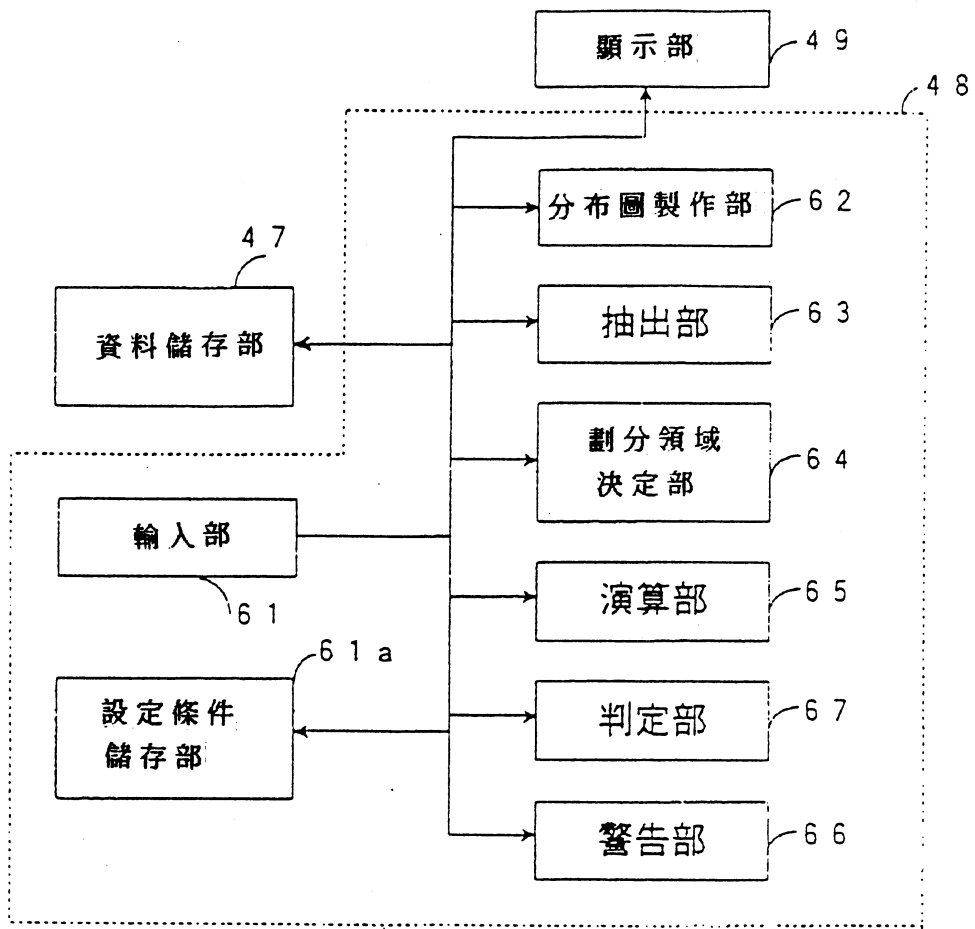 顯示部
49
48
分布圖製作部
62
47
資料儲存部
抽出部
63
劃分領域
決定部
64
輸入部
61
演算部
65
設定條件
儲存部
61a
判定部
67
警告部
66